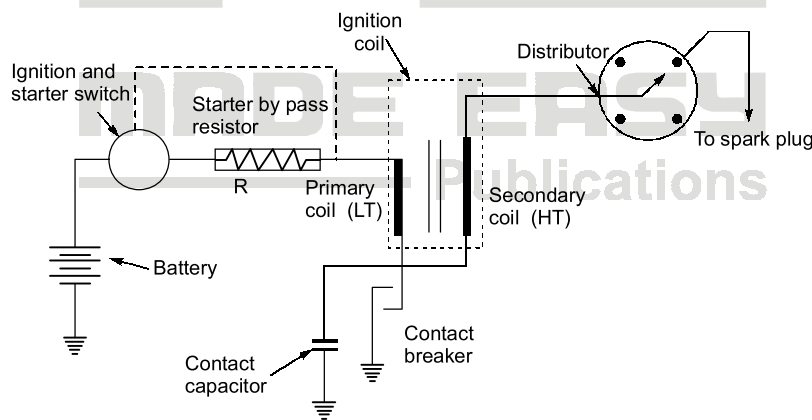 Ignition
coil
Distributor
Ignition and
starter switch
MADE EASY
Starter by pass
resistor
To spark plug
R
Primary
coil (LT)
Publications
Secondary
coil (HT)
Battery
Contact
breaker
Contact
capacitor